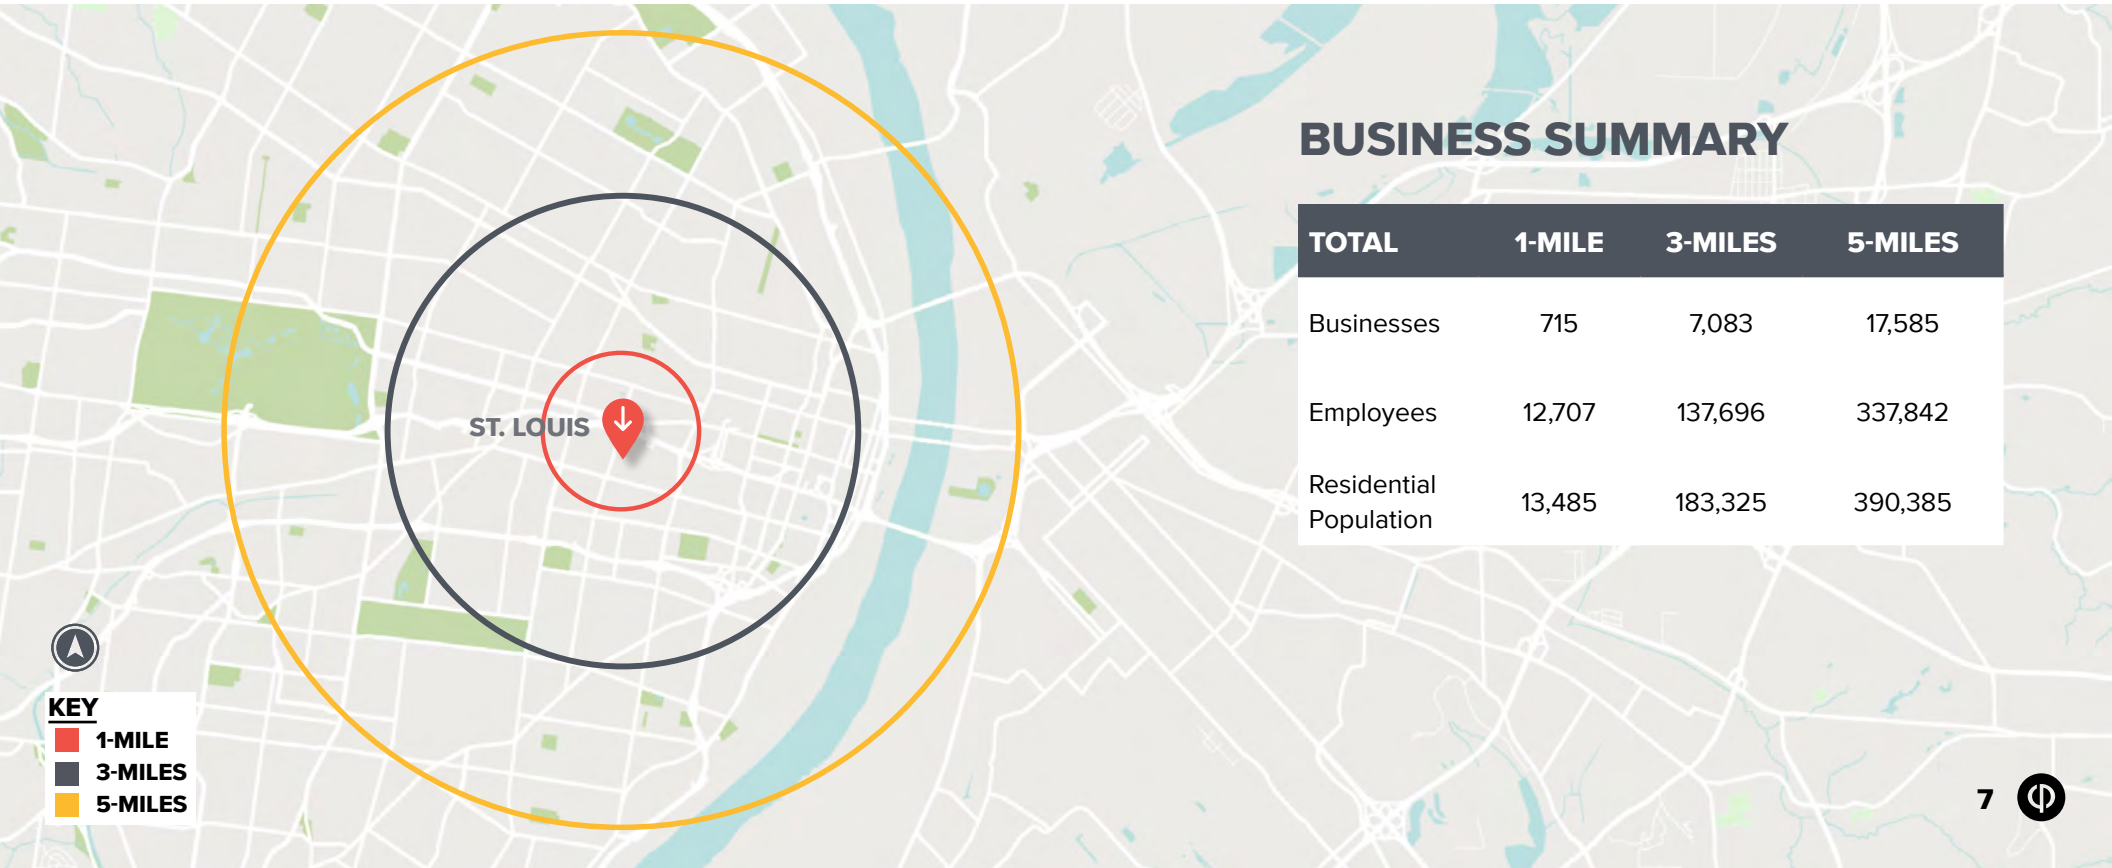 ST. LOUIS
KEY
1-MILE
3-MILES
5-MILES
BUSINESS SUMMARY
TOTAL 1-MILE 3-MILES 5-MILES
Businesses 715 7,083 17,585
Employees 12,707 137,696 337,842
Residential
Population 13,485 183,325 390,385
7